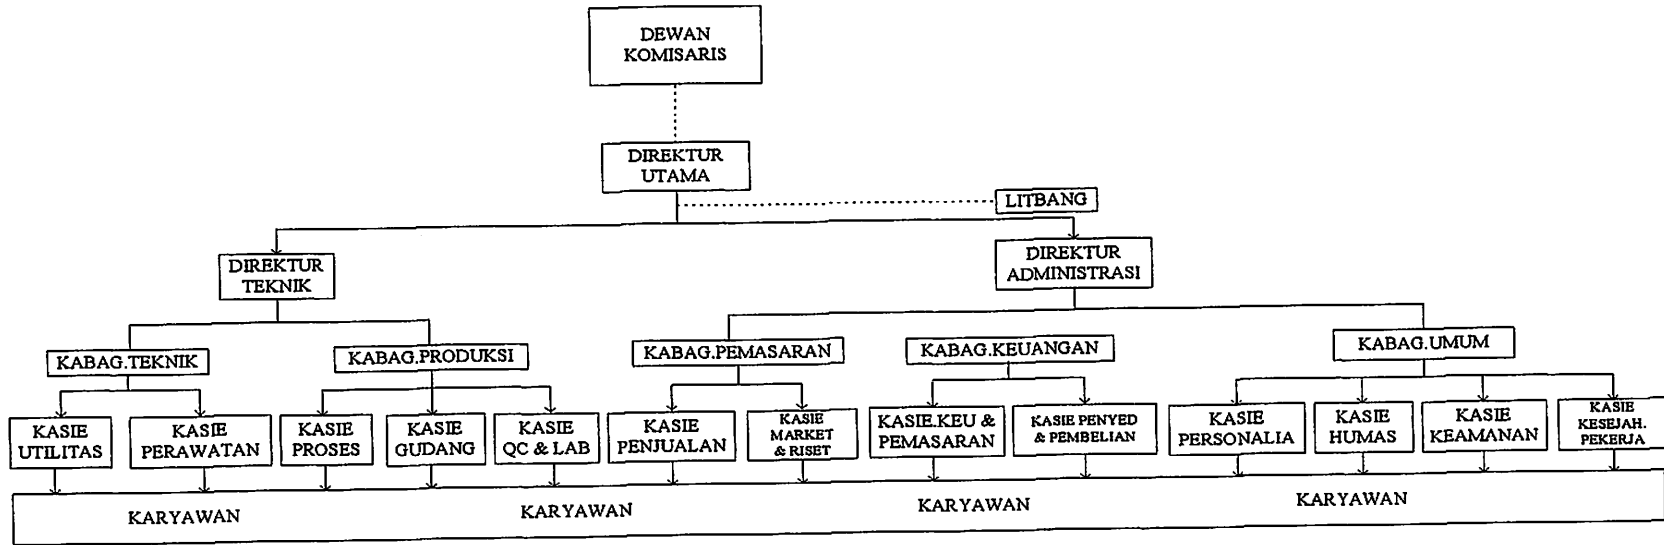 DEWAN
KOMISARIS
DIREKTUR
UTAMA
LITBANG
DIREKTUR
TEKNIK
DIREKTUR
ADMINISTRASI
KABAG.TEKNIK
KABAG.PRODUKSI
KABAG.PEMASARAN
KABAG.KEUANGAN
KABAG.UMUM
KASIE
UTILITAS
KASIE
PERAWATAN
KASIE
PROSES
KASIE
GUDANG
KASIE
QC & LAB
KASIE
PENJUALAN
KASIE
MARKET
& RISET
KASIE.KEU &
PEMASARAN
KASIE PENYED
& PEMBELIAN
KASIE
PERSONALIA
KASIE
HUMAS
KASIE
KEAMANAN
KASIE
KESEJAH.
PEKERJA
KARYAWAN
KARYAWAN
KARYAWAN
KARYAWAN